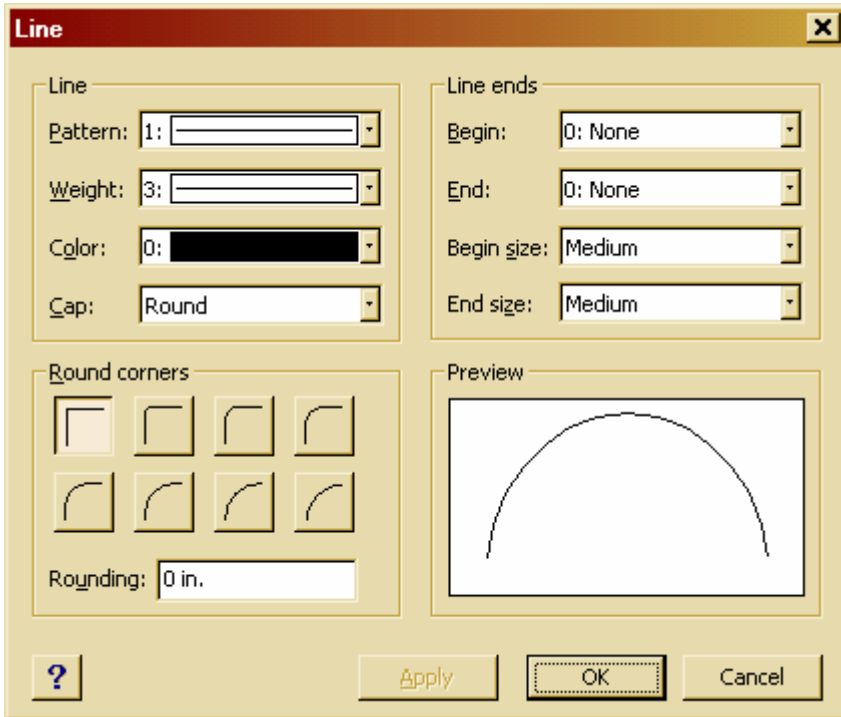 Line
Line
Pattern: 1:
Weight: 3:
Color: 0:
Cap: Round
Line ends
Begin: 0: None
End: 0: None
Begin size: Medium
End size: Medium
Round corners
Rounding: 0 in.
Preview
? Apply OK Cancel